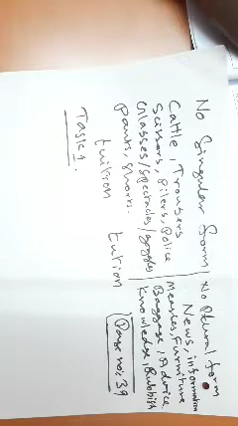 No Singular form | No Plural form
News, information
Cattle, Trousers | Measles, Furniture
Scissors, Pliers, Police | Baggage, Advice
Glasses/Spectacles/goggles | Knowledge, Rubbish
Pants, Shorts.
tuition tution Page no: 39
Task 1.